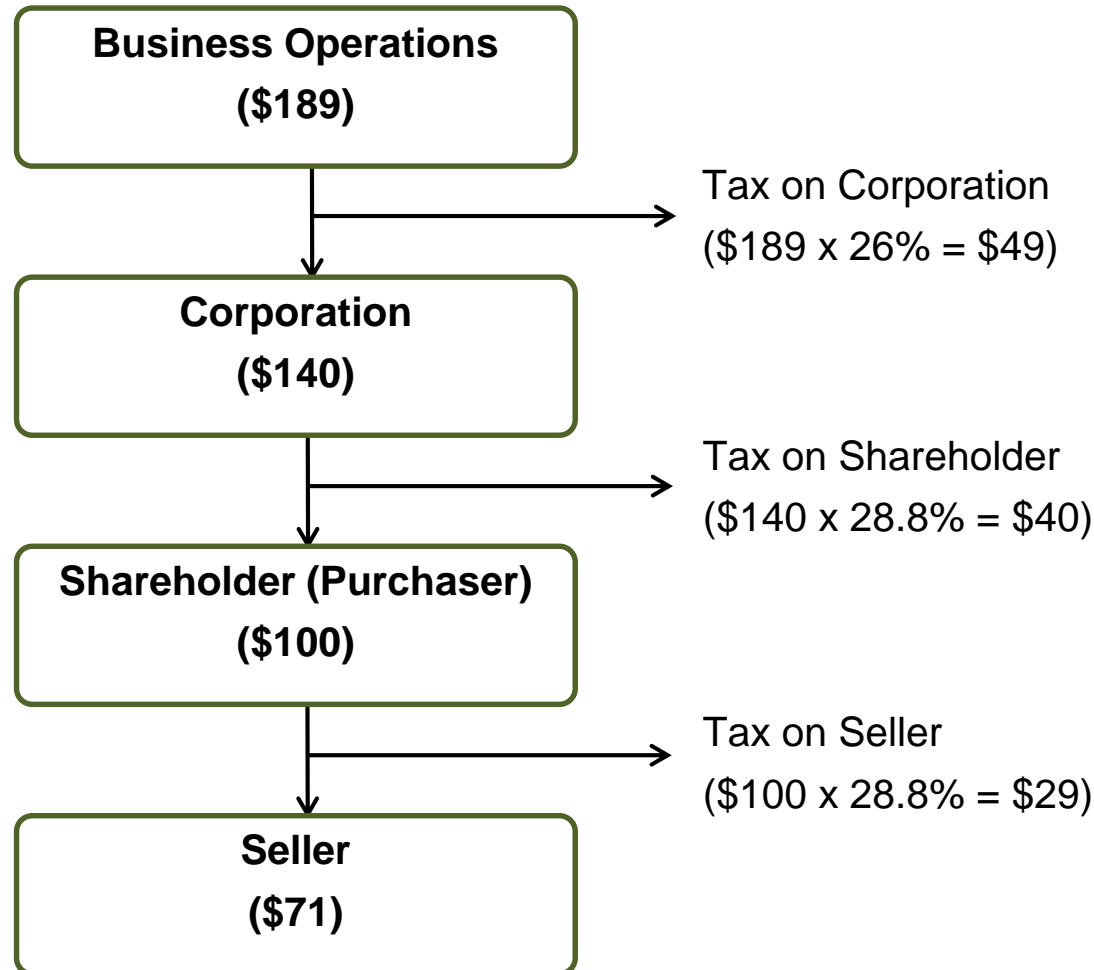 Business Operations
($189)
Tax on Corporation
($189 x 26% = $49)
Corporation
($140)
Tax on Shareholder
($140 x 28.8% = $40)
Shareholder (Purchaser)
($100)
Tax on Seller
($100 x 28.8% = $29)
Seller
($71)